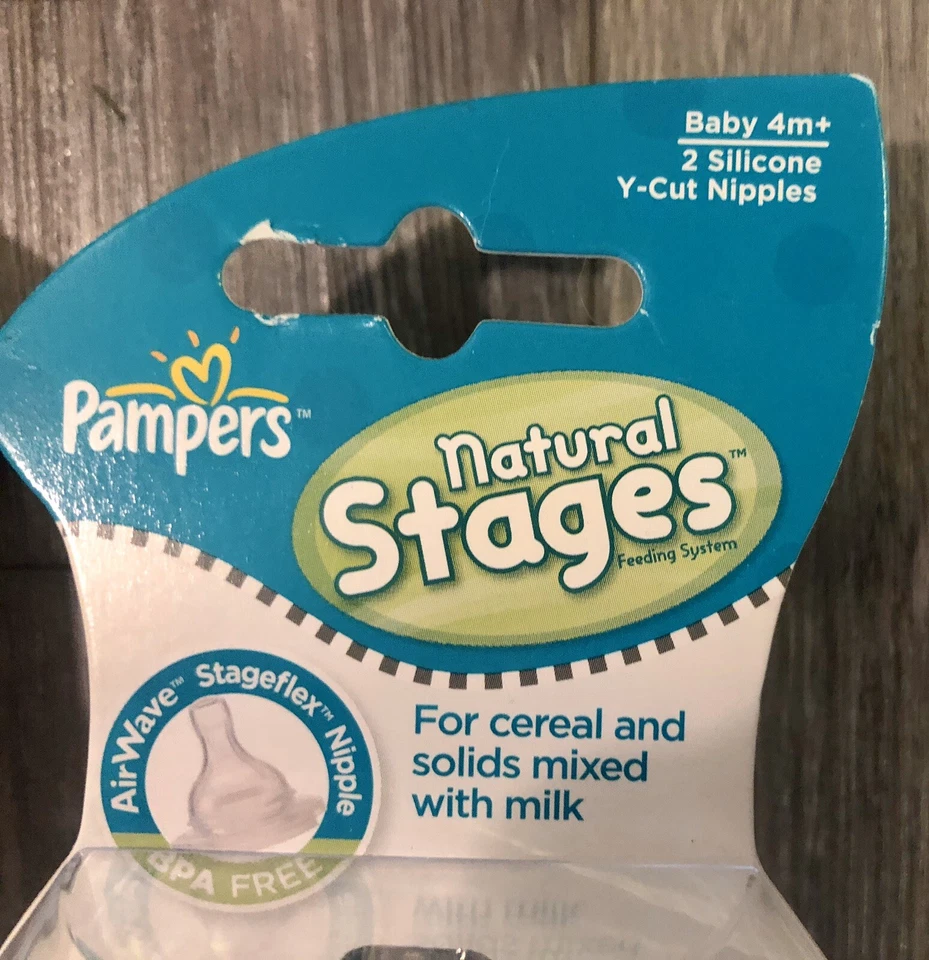 Baby 4m+
2 Silicone
Y-Cut Nipples
Pampers™
Natural
Stages™
Feeding System
AirWave™ Stageflex™ Nipple
BPA FREE
For cereal and
solids mixed
with milk